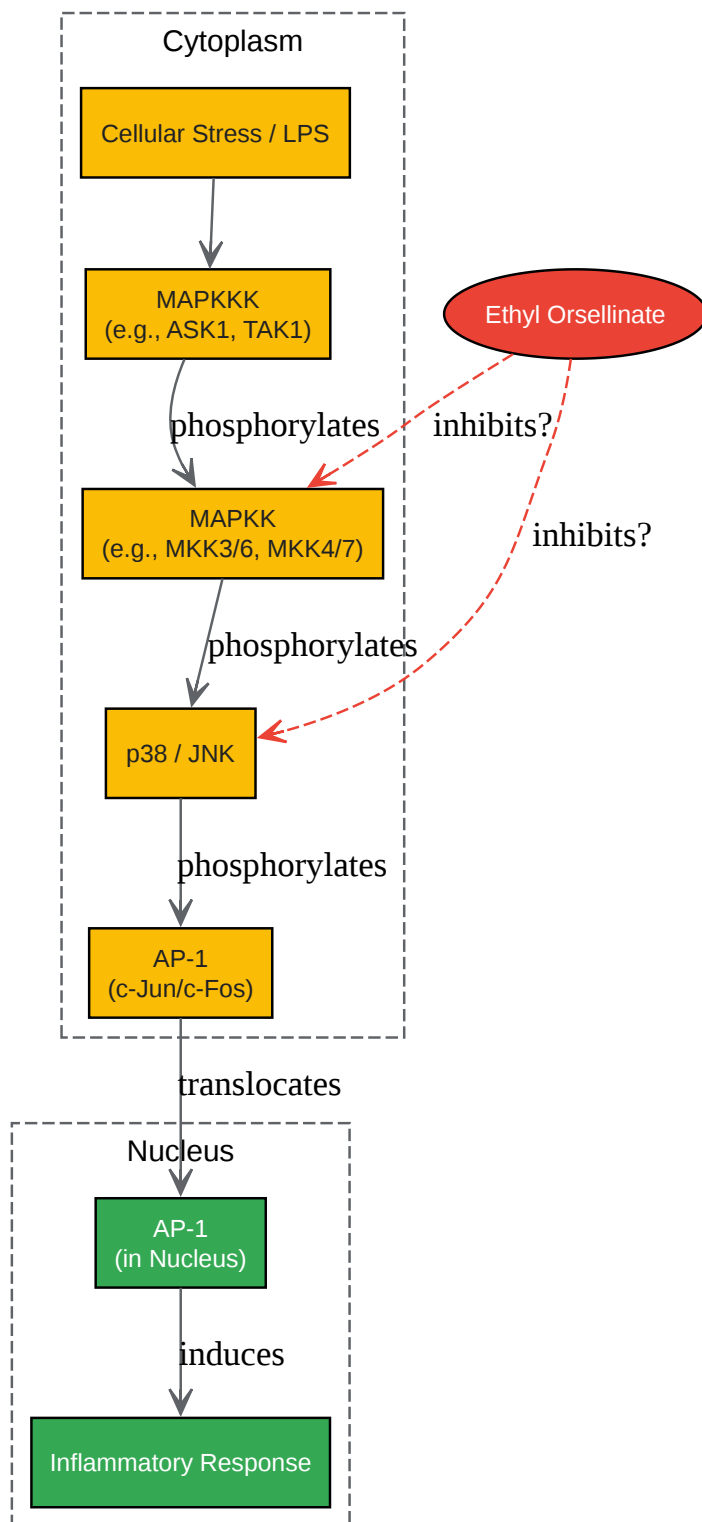 Cytoplasm
Cellular Stress / LPS
MAPKKK
(e.g., ASK1, TAK1)
Ethyl Orsellinate
phosphorylates
inhibits?
MAPKK
(e.g., MKK3/6, MKK4/7)
inhibits?
phosphorylates
p38 / JNK
phosphorylates
AP-1
(c-Jun/c-Fos)
translocates
Nucleus
AP-1
(in Nucleus)
induces
Inflammatory Response